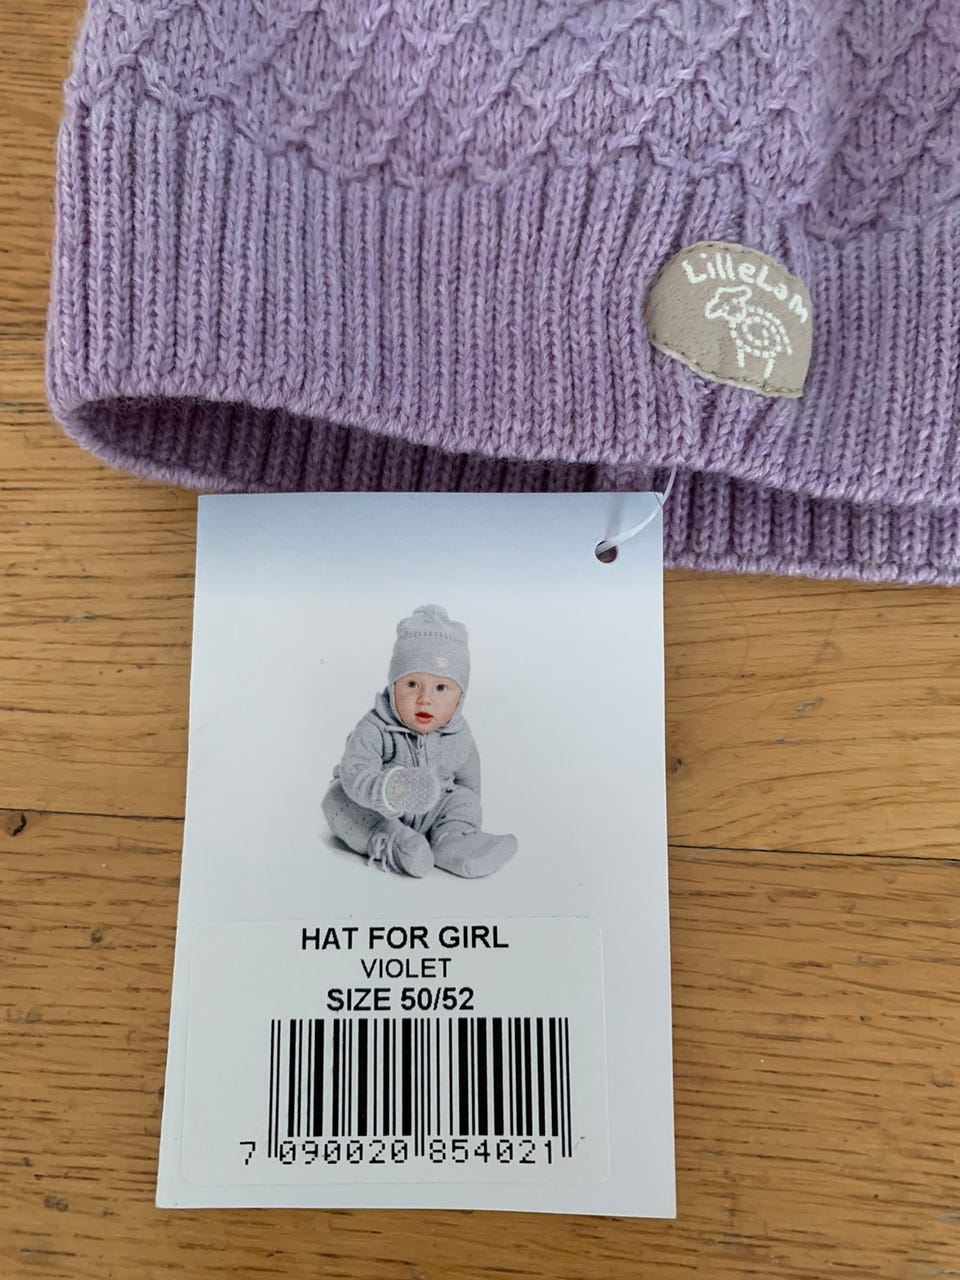 LilleLam
HAT FOR GIRL
VIOLET
SIZE 50/52
7 090020 854021